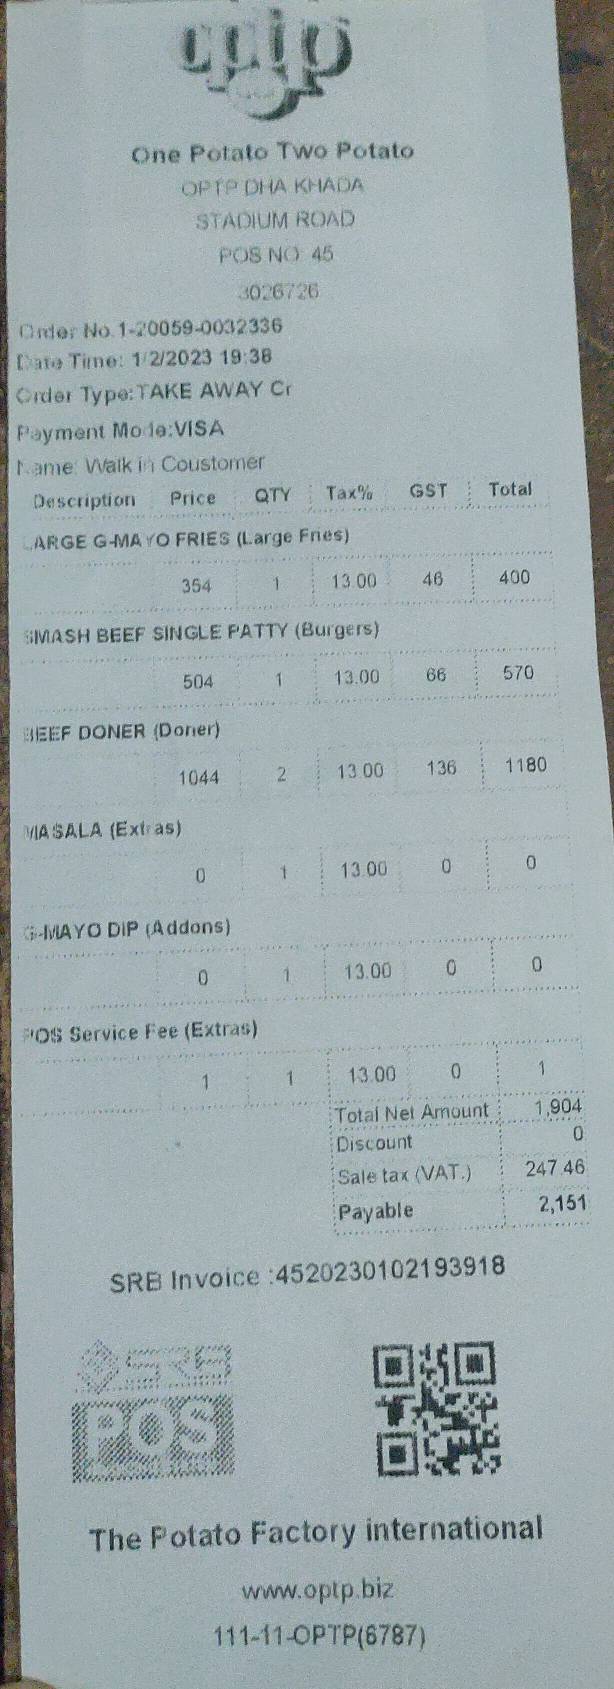 optp
One Potato Two Potato
OPTP DHA KHADA
STADIUM ROAD
POS NO: 45
3026726
Order No.1-20059-0032336
Date Time: 1/2/2023 19:38
Order Type:TAKE AWAY Cr
Payment Mode:VISA
Name: Walk in Coustomer
Description Price QTY Tax% GST Total
LARGE G-MAYO FRIES (Large Fries)
354 1 13.00 46 400
SMASH BEEF SINGLE PATTY (Burgers)
504 1 13.00 66 570
BEEF DONER (Doner)
1044 2 13.00 136 1180
MASALA (Extras)
0 1 13.00 0 0
G-MAYO DIP (Addons)
0 1 13.00 0 0
POS Service Fee (Extras)
1 1 13.00 0 1
Total Net Amount 1,904
Discount 0
Sale tax (VAT.) 247.46
Payable 2,151
SRB Invoice :4520230102193918
SRB
POS
The Potato Factory international
www.optp.biz
111-11-OPTP(6787)